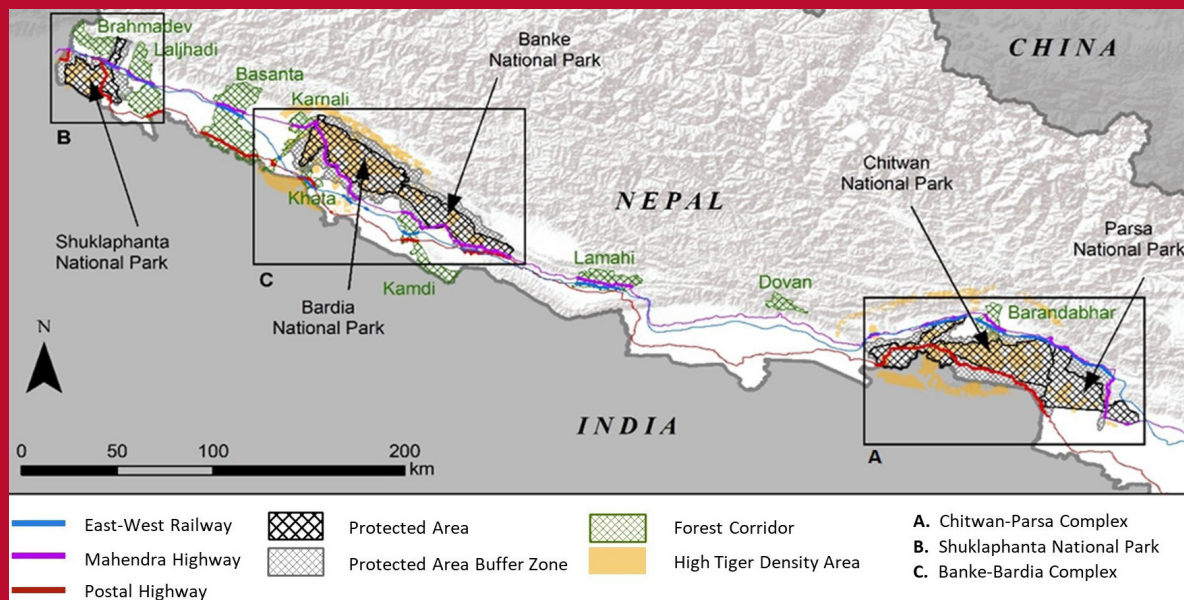 Brahmadev
Laljhadi
Basanta
Karnali
Banke
National Park
CHINA
B
Chitwan
National Park
NEPAL
Khata
Parsa
National Park
Shuklaphanta
National Park
C
Kamdi
Lamahi
Dovan
Bardia
National Park
Barandabhar
N
INDIA
A
0 50 100 200
km
East-West Railway
Mahendra Highway
Postal Highway
Protected Area
Protected Area Buffer Zone
Forest Corridor
High Tiger Density Area
A. Chitwan-Parsa Complex
B. Shuklaphanta National Park
C. Banke-Bardia Complex